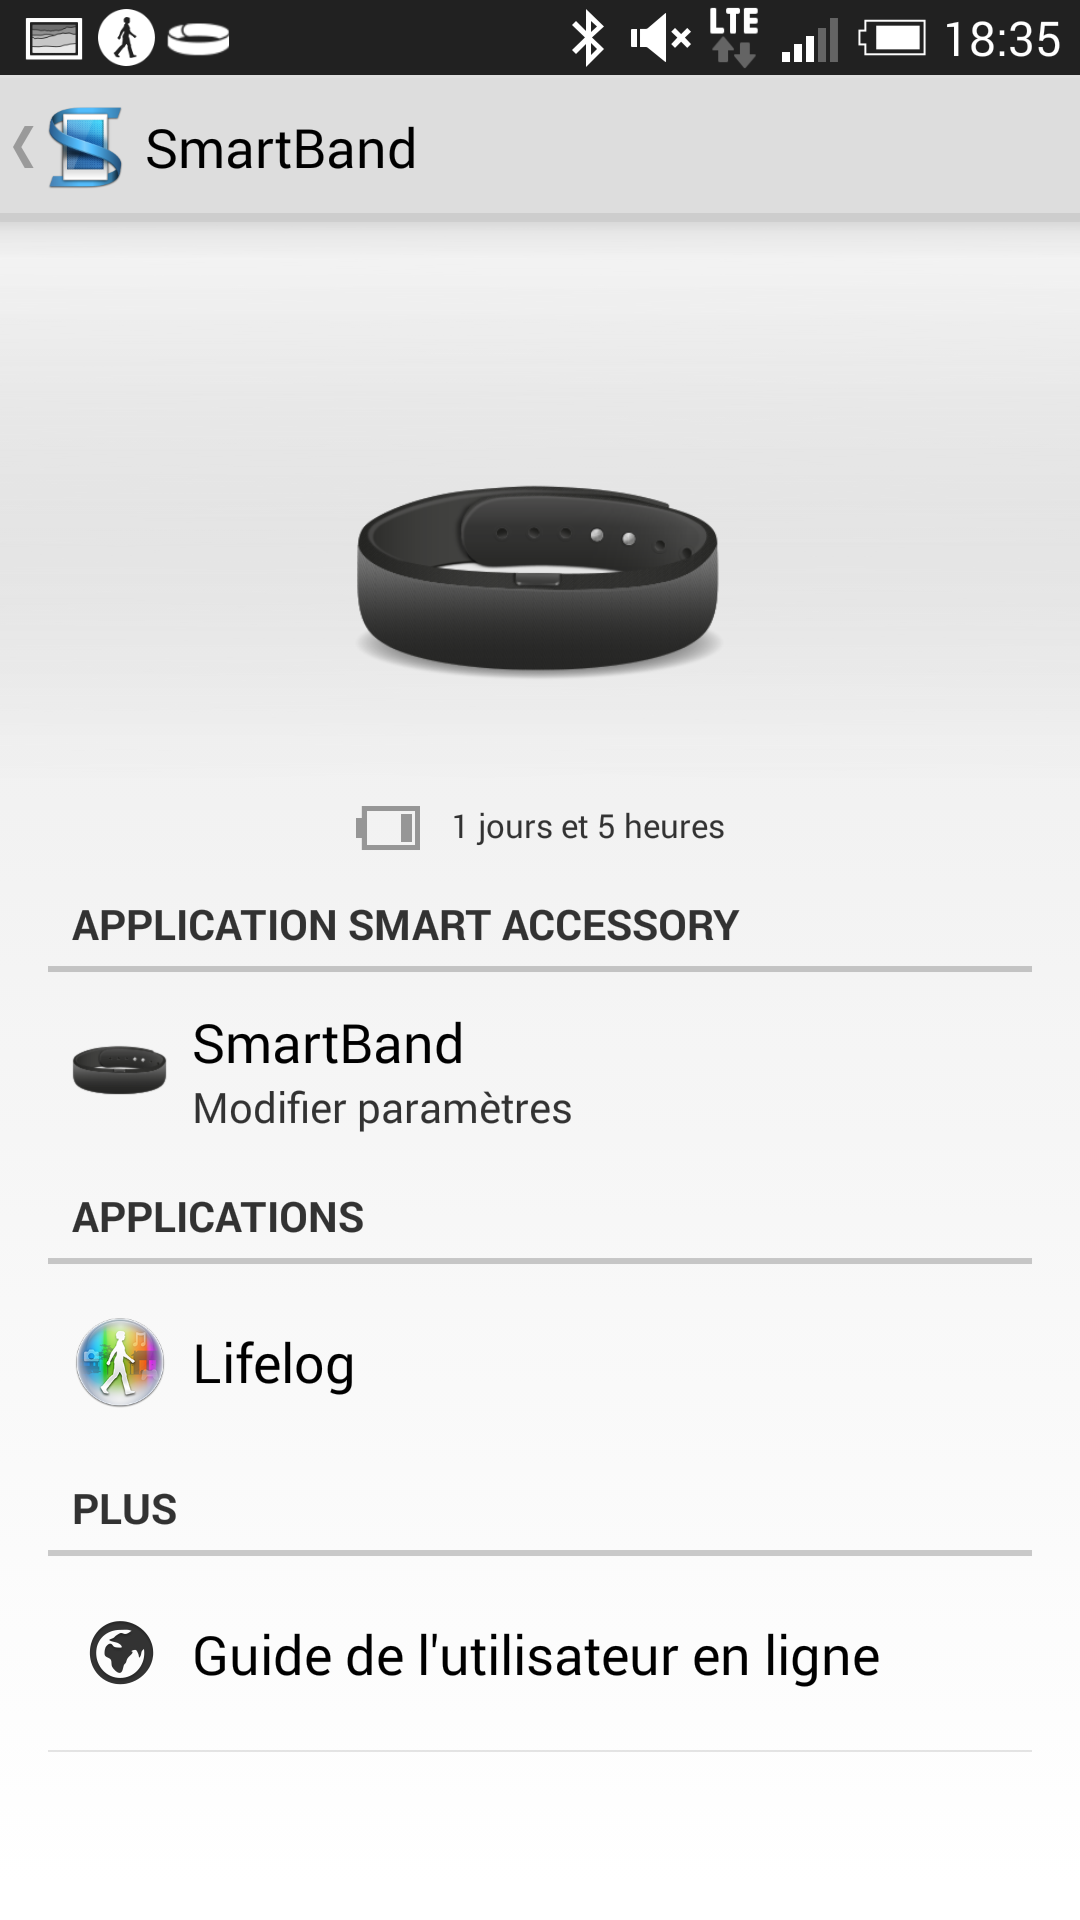 LTE
18:35
SmartBand
1 jours et 5 heures
APPLICATION SMART ACCESSORY
SmartBand
Modifier paramètres
APPLICATIONS
Lifelog
PLUS
Guide de l'utilisateur en ligne